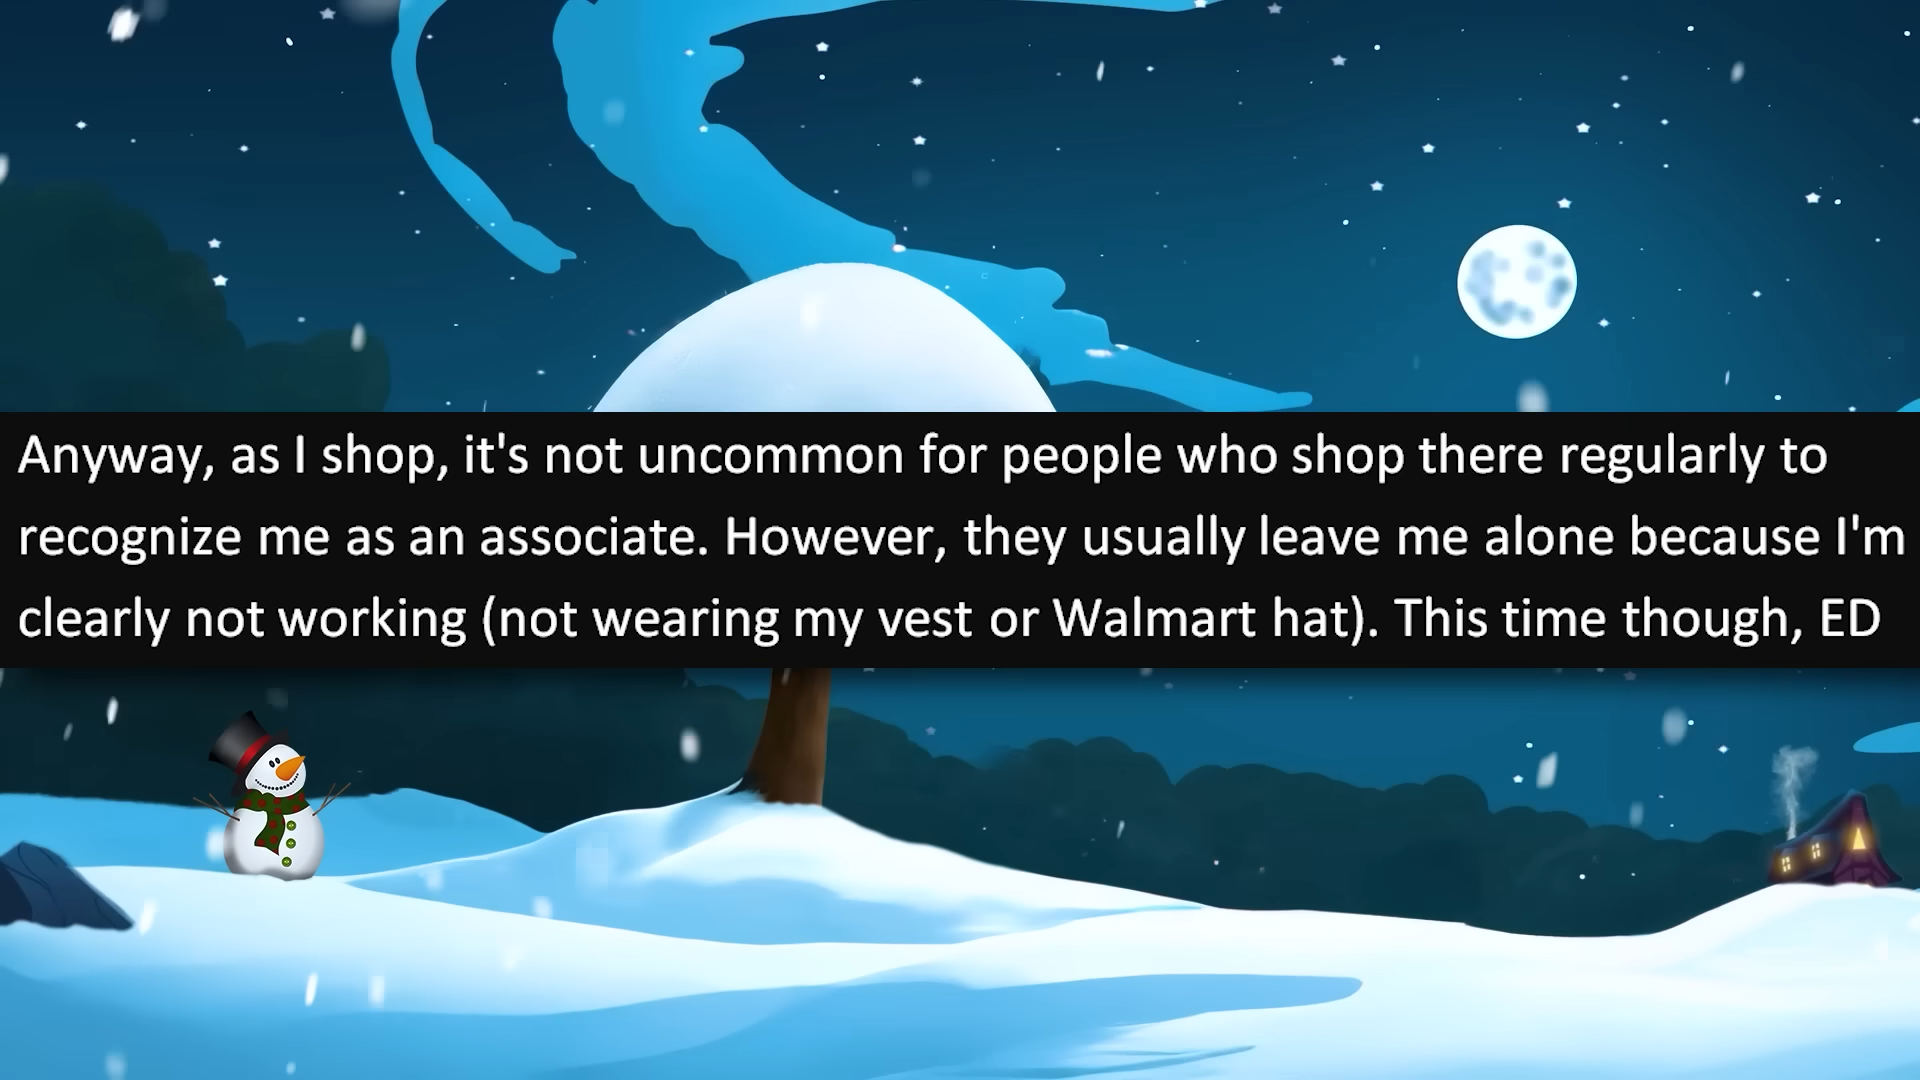 Anyway, as I shop, it's not uncommon for people who shop there regularly to
recognize me as an associate. However, they usually leave me alone because I'm
clearly not working (not wearing my vest or Walmart hat). This time though, ED